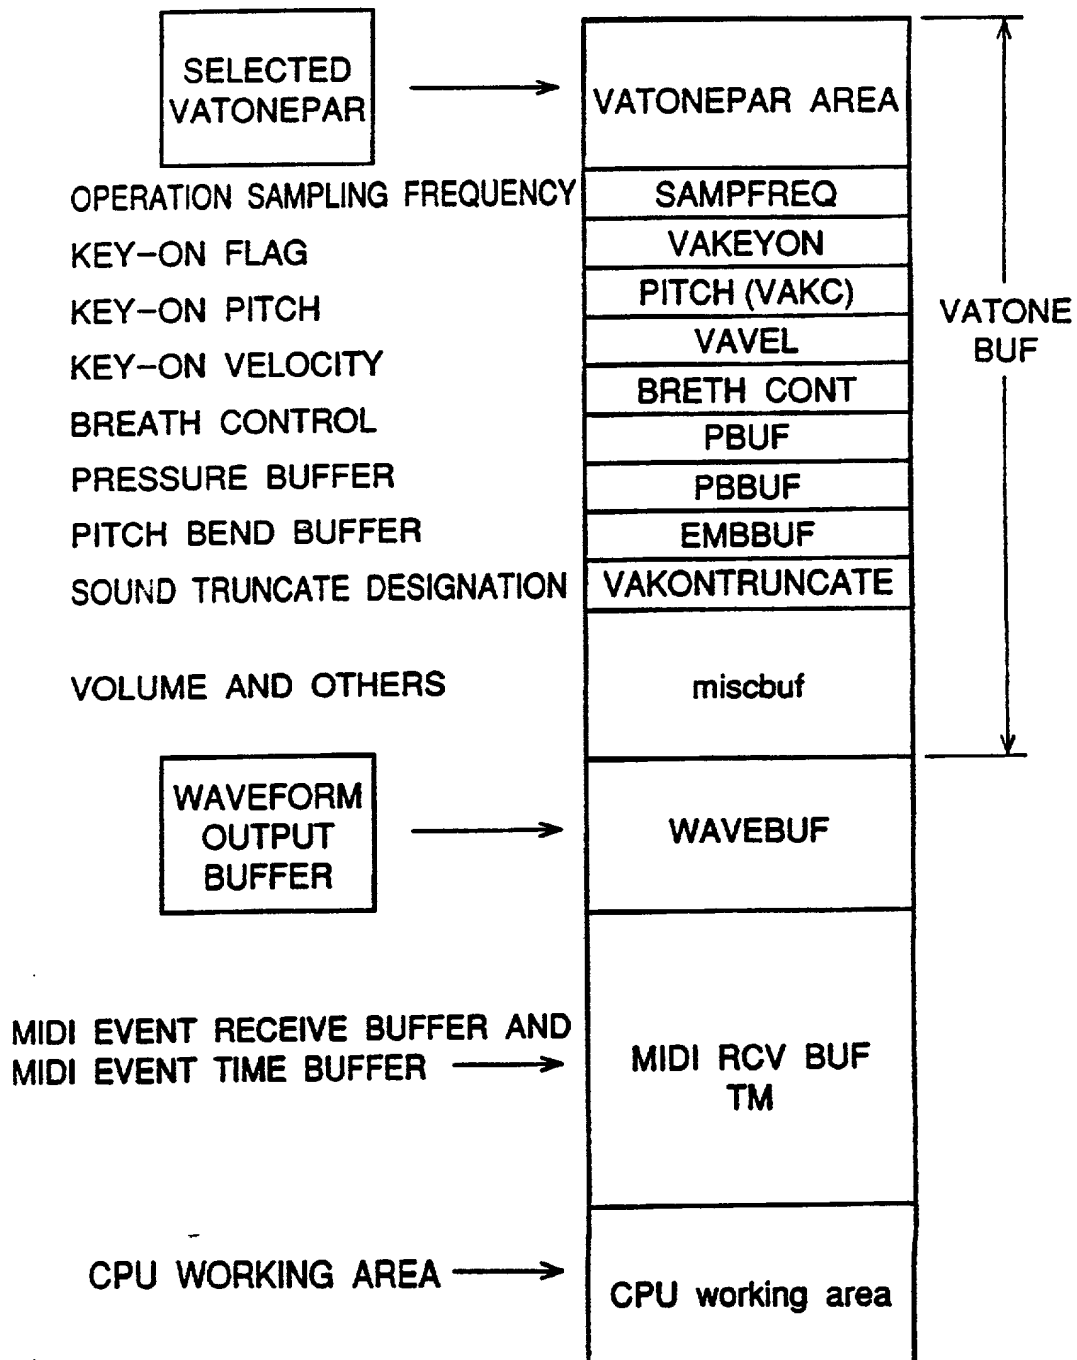 SELECTED
VATONEPAR
VATONEPAR AREA
OPERATION SAMPLING FREQUENCY
SAMPFREQ
KEY-ON FLAG
VAKEYON
KEY-ON PITCH
PITCH (VAKC)
VATONE
BUF
KEY-ON VELOCITY
VAVEL
BREATH CONTROL
BRETH CONT
PRESSURE BUFFER
PBUF
PITCH BEND BUFFER
PBBUF
EMBBUF
SOUND TRUNCATE DESIGNATION
VAKONTRUNCATE
VOLUME AND OTHERS
miscbuf
WAVEFORM
OUTPUT
BUFFER
WAVEBUF
MIDI EVENT RECEIVE BUFFER AND
MIDI EVENT TIME BUFFER
MIDI RCV BUF
TM
CPU WORKING AREA
CPU working area